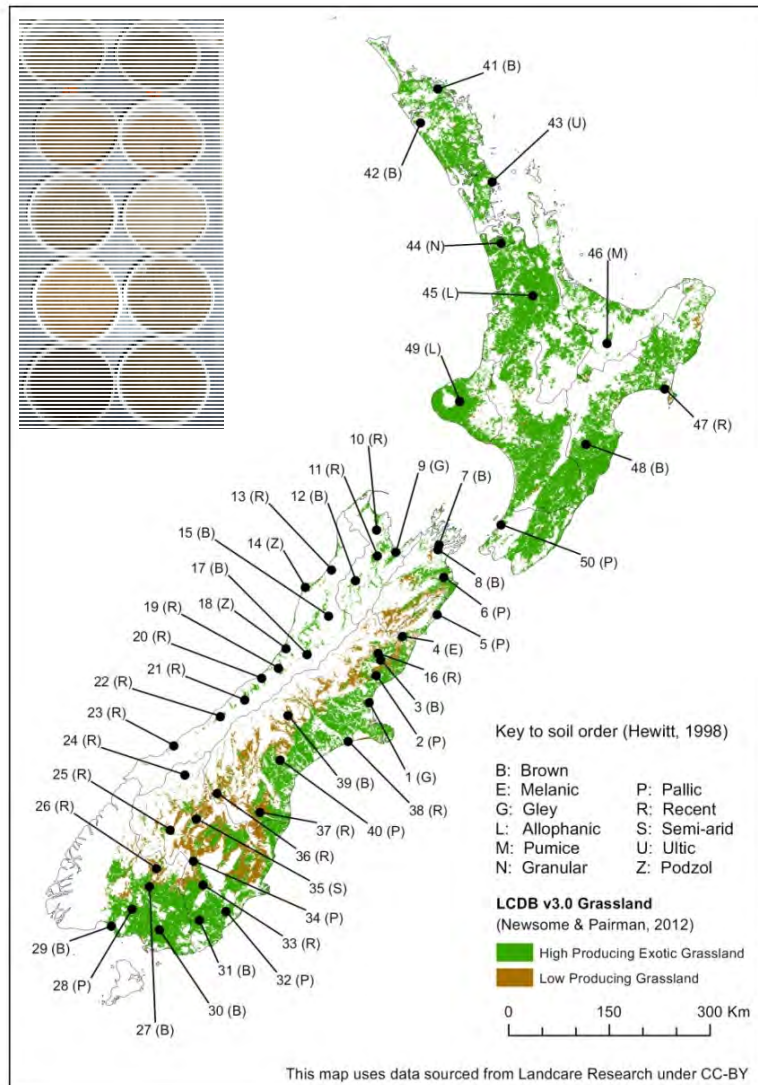 41 (B)
43 (U)
42 (B)
44 (N)
46 (M)
45 (L)
49 (L)
47 (R)
10 (R)
9 (G)
11 (R)
7 (B)
48 (B)
13 (R)
12 (B)
15 (B)
50 (P)
14 (Z)
8 (B)
17 (B)
6 (P)
19 (R)
18 (Z)
5 (P)
20 (R)
4 (E)
16 (R)
21 (R)
3 (B)
22 (R)
2 (P)
23 (R)
39 (B)
1 (G)
24 (R)
38 (R)
25 (R)
40 (P)
26 (R)
37 (R)
36 (R)
35 (S)
34 (P)
29 (B)
33 (R)
28 (P)
31 (B)
32 (P)
30 (B)
27 (B)
Key to soil order (Hewitt, 1998)
B: Brown
E: Melanic P: Pallic
G: Gley R: Recent
L: Allophanic S: Semi-arid
M: Pumice U: Ultic
N: Granular Z: Podzol
LCDB v3.0 Grassland
(Newsome & Pairman, 2012)
High Producing Exotic Grassland
Low Producing Grassland
0 150 300 Km
This map uses data sourced from Landcare Research under CC-BY